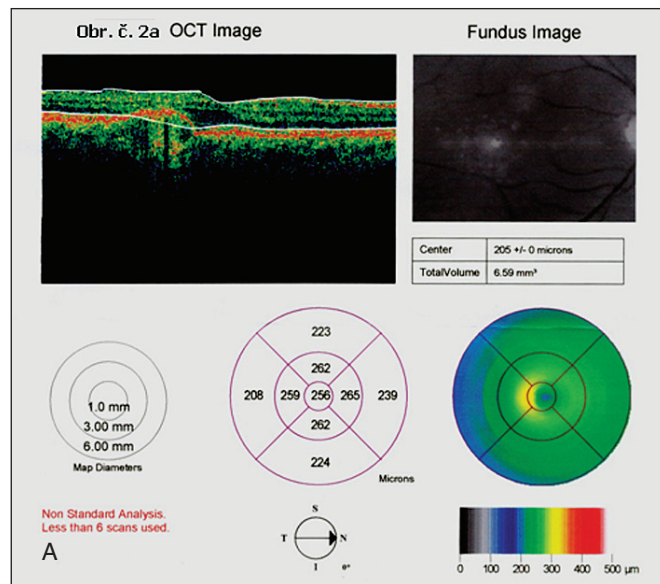 Obr. č. 2a OCT Image
Fundus Image
Center 205 +/- 0 microns
TotalVolume 6.59 mm³
1.0 mm
3.00 mm
6.00 mm
Map Diameters
223
262
208 259 256 265 239
262
224
Microns
Non Standard Analysis.
Less than 6 scans used.
A
S
T N
I 0°
0 100 200 300 400 500 µm